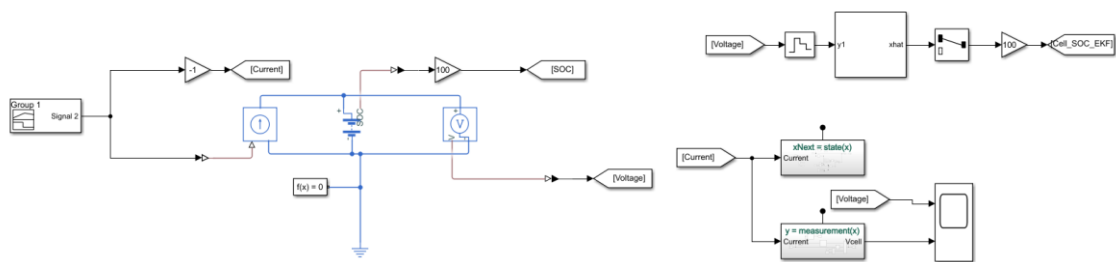 Group 1
Signal 2
-1
[Current]
+
SOC
-
100
[SOC]
+
V
V
f(x) = 0
[Voltage]
[Voltage]
y1
xhat
100
[Cell_SOC_EKF]
[Current]
xNext = state(x)
Current
[Voltage]
y = measurement(x)
Current
Vcell